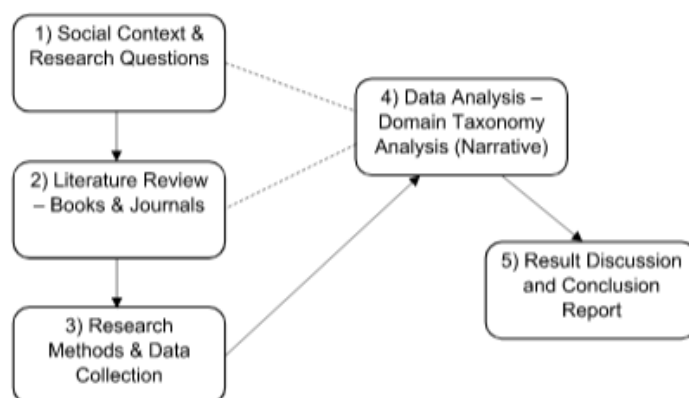 1) Social Context &
Research Questions
2) Literature Review
– Books & Journals
3) Research
Methods & Data
Collection
4) Data Analysis –
Domain Taxonomy
Analysis (Narrative)
5) Result Discussion
and Conclusion
Report